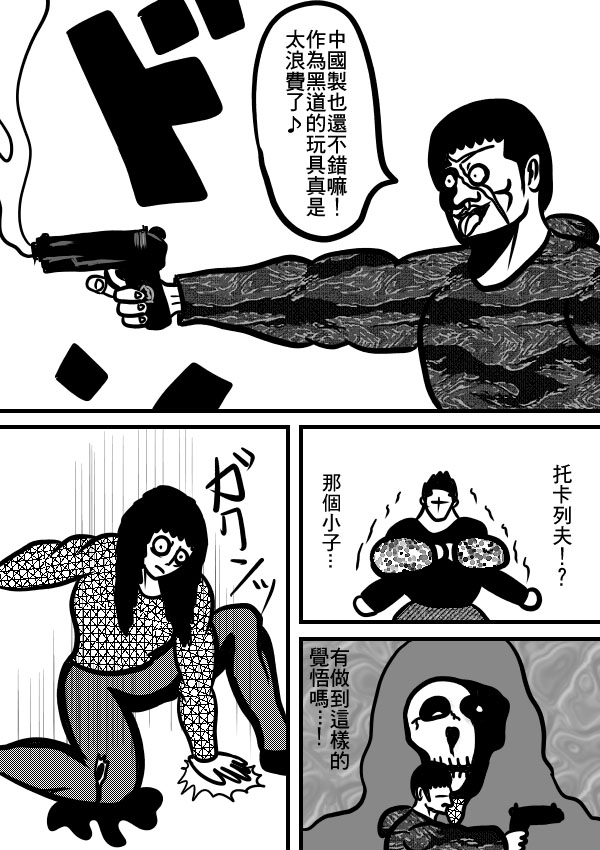 ド
中國製也還不錯嘛！
作為黑道的玩具真是
太浪費了♪
托卡列夫！？
那個小子…
ガクンッ
有做到這樣的
覺悟嗎…！